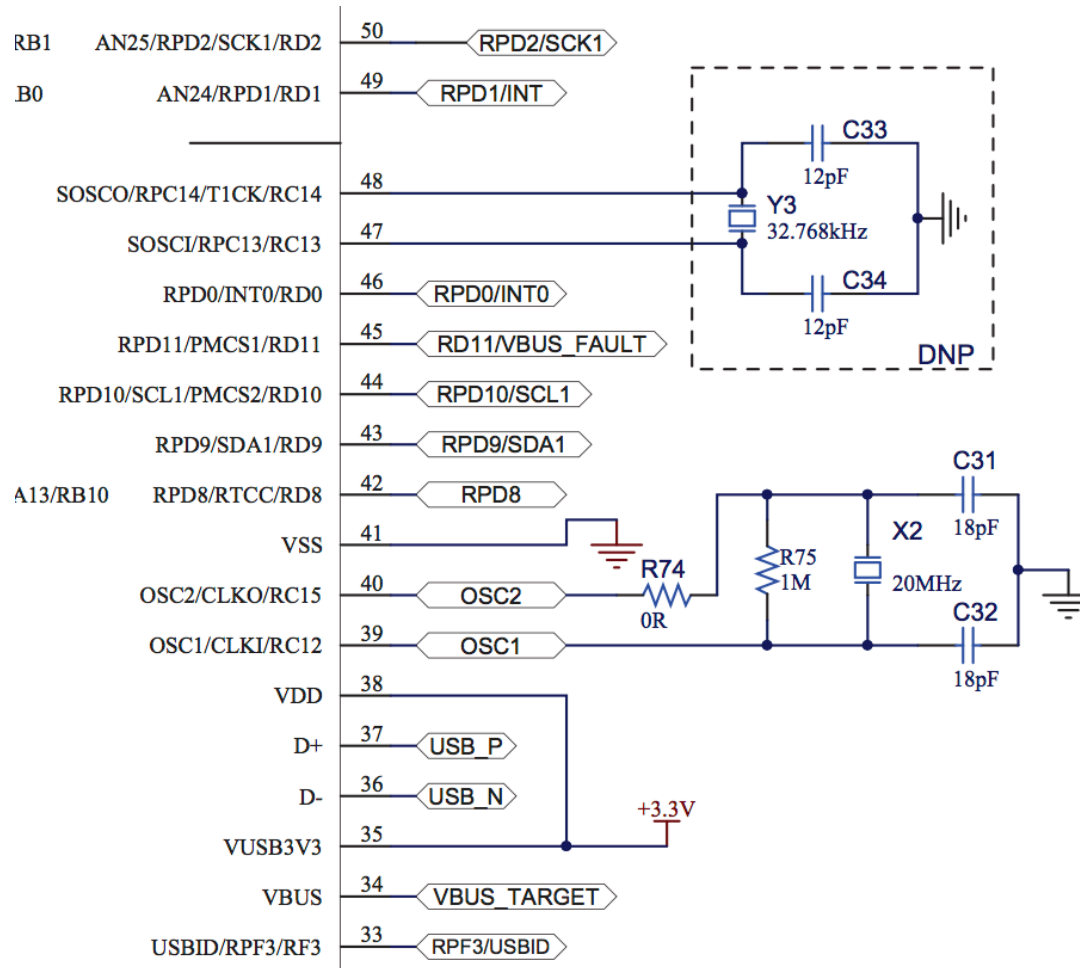 RB1 AN25/RPD2/SCK1/RD2 50 RPD2/SCK1
.B0 AN24/RPD1/RD1 49 RPD1/INT
C33
12pF
SOSCO/RPC14/T1CK/RC14 48
Y3
32.768kHz
SOSCI/RPC13/RC13 47
C34
12pF
DNP
RPD0/INT0/RD0 46 RPD0/INT0
RPD11/PMCS1/RD11 45 RD11/VBUS_FAULT
RPD10/SCL1/PMCS2/RD10 44 RPD10/SCL1
RPD9/SDA1/RD9 43 RPD9/SDA1
A13/RB10 RPD8/RTCC/RD8 42 RPD8
VSS 41
C31
18pF
X2
20MHz
R75
1M
R74
0R
OSC2/CLKO/RC15 40 OSC2
OSC1/CLKI/RC12 39 OSC1
C32
18pF
VDD 38
D+ 37 USB_P
D- 36 USB_N
+3.3V
VUSB3V3 35
VBUS 34 VBUS_TARGET
USBID/RPF3/RF3 33 RPF3/USBID